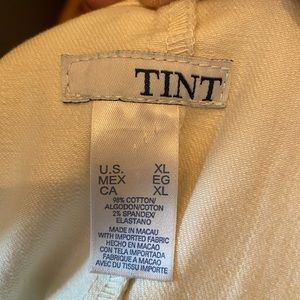 TINT
U.S. XL
MEX EG
CA XL
98% COTTON/
ALGODON/COTON
2% SPANDEX/
ELASTANO
MADE IN MACAU
WITH IMPORTED FABRIC
HECHO EN MACAO
CON TELA IMPORTADA
FABRIQUE A MACAO
AVEC DU TISSU IMPORTE